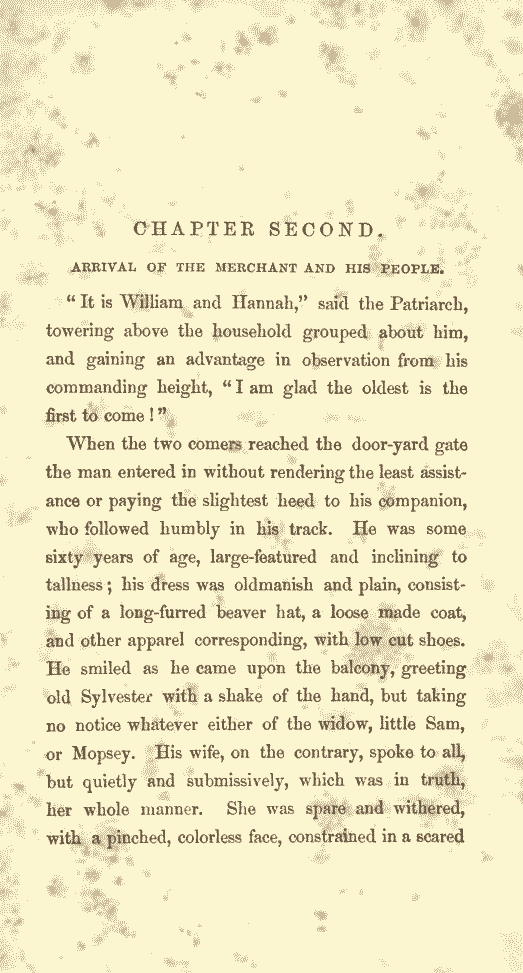 CHAPTER SECOND.
ARRIVAL OF THE MERCHANT AND HIS PEOPLE.
“It is William and Hannah,” said the Patriarch,
towering above the household grouped about him,
and gaining an advantage in observation from his
commanding height, “I am glad the oldest is the
first to come!”
When the two comers reached the door-yard gate
the man entered in without rendering the least assist-
ance or paying the slightest heed to his companion,
who followed humbly in his track. He was some
sixty years of age, large-featured and inclining to
tallness; his dress was oldmanish and plain, consist-
ing of a long-furred beaver hat, a loose made coat,
and other apparel corresponding, with low cut shoes.
He smiled as he came upon the balcony, greeting
old Sylvester with a shake of the hand, but taking
no notice whatever either of the widow, little Sam,
or Mopsey. His wife, on the contrary, spoke to all,
but quietly and submissively, which was in truth,
her whole manner. She was spare and withered,
with a pinched, colorless face, constrained in a scared